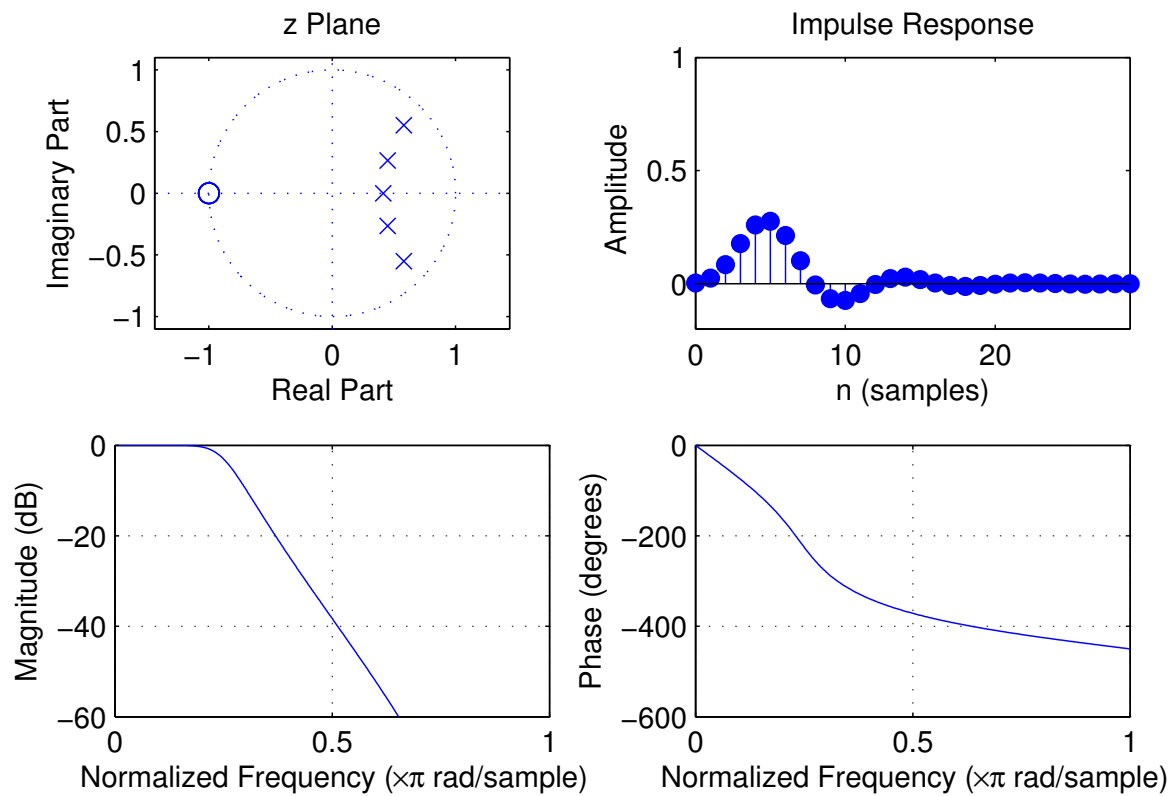 z Plane
Imaginary Part
1
0.5
0
−0.5
−1
−1 0 1
Real Part
Impulse Response
Amplitude
1
0.5
0
0 10 20
n (samples)
Magnitude (dB)
0
−20
−40
−60
0 0.5 1
Normalized Frequency (×π rad/sample)
Phase (degrees)
0
−200
−400
−600
0 0.5 1
Normalized Frequency (×π rad/sample)